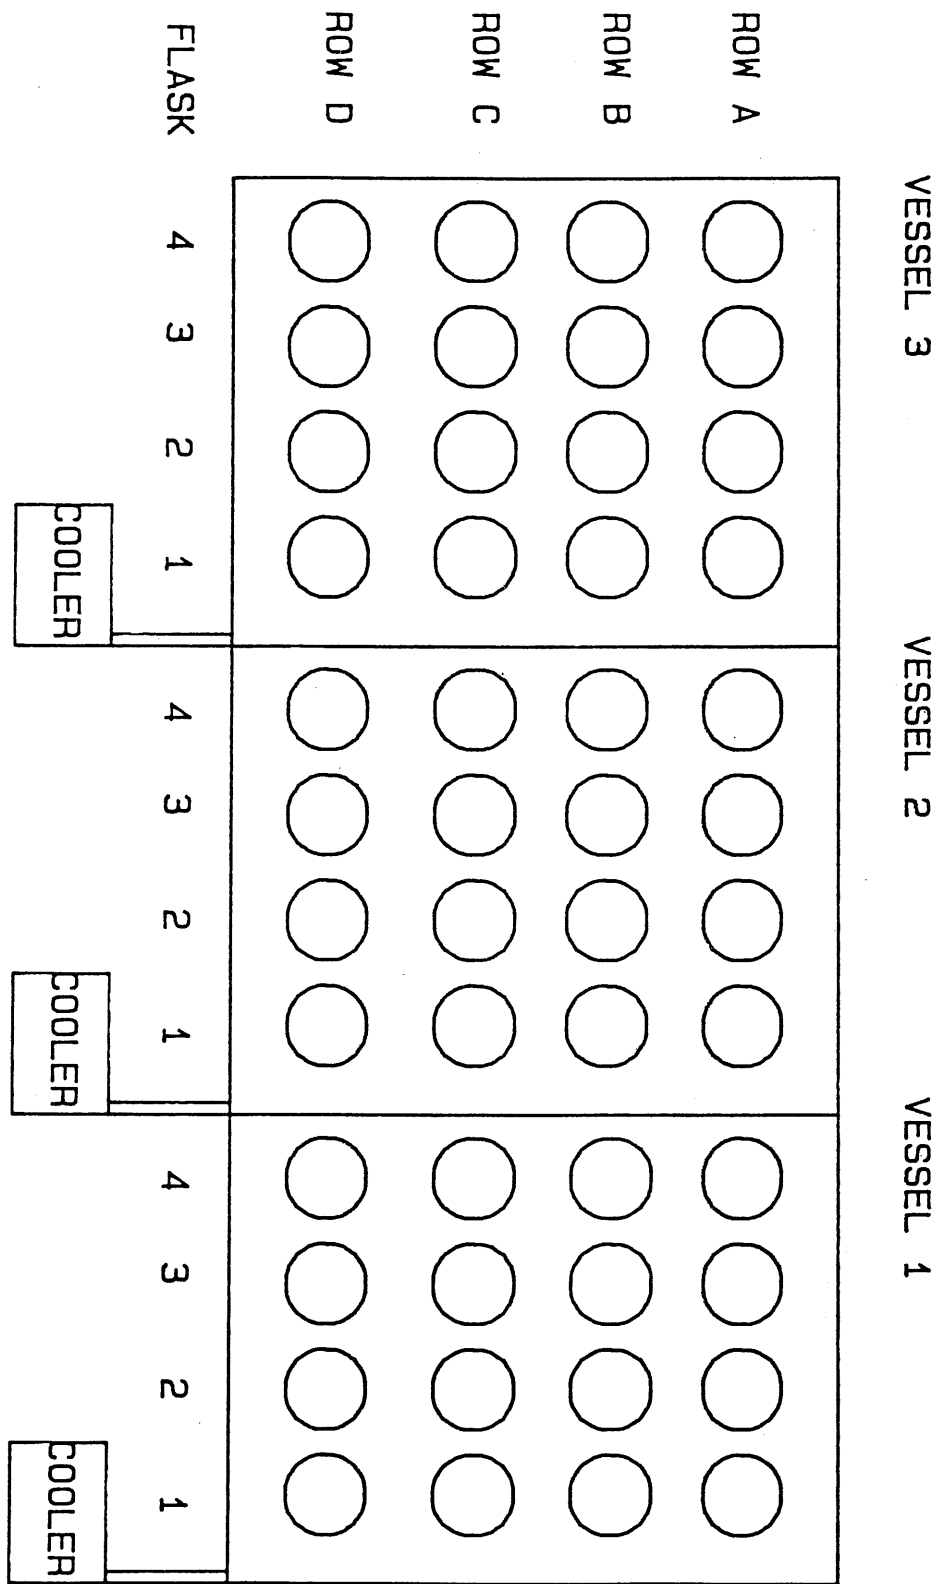 VESSEL 3 VESSEL 2 VESSEL 1
ROW A
ROW B
ROW C
ROW D
FLASK 4 3 2 1 4 3 2 1 4 3 2 1
COOLER COOLER COOLER